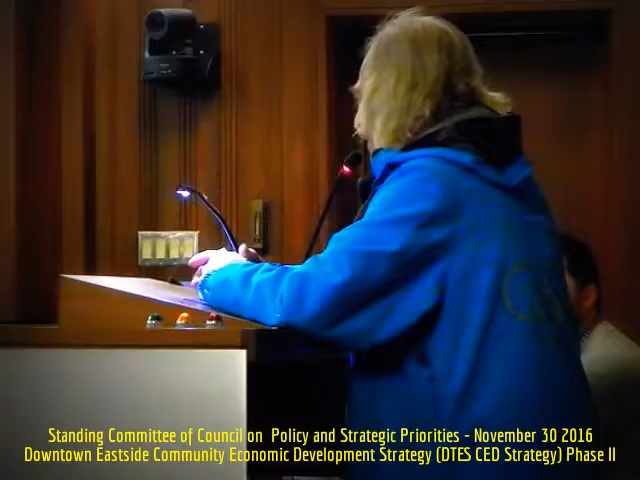 Standing Committee of Council on Policy and Strategic Priorities - November 30 2016
Downtown Eastside Community Economic Development Strategy (DTES CED Strategy) Phase II